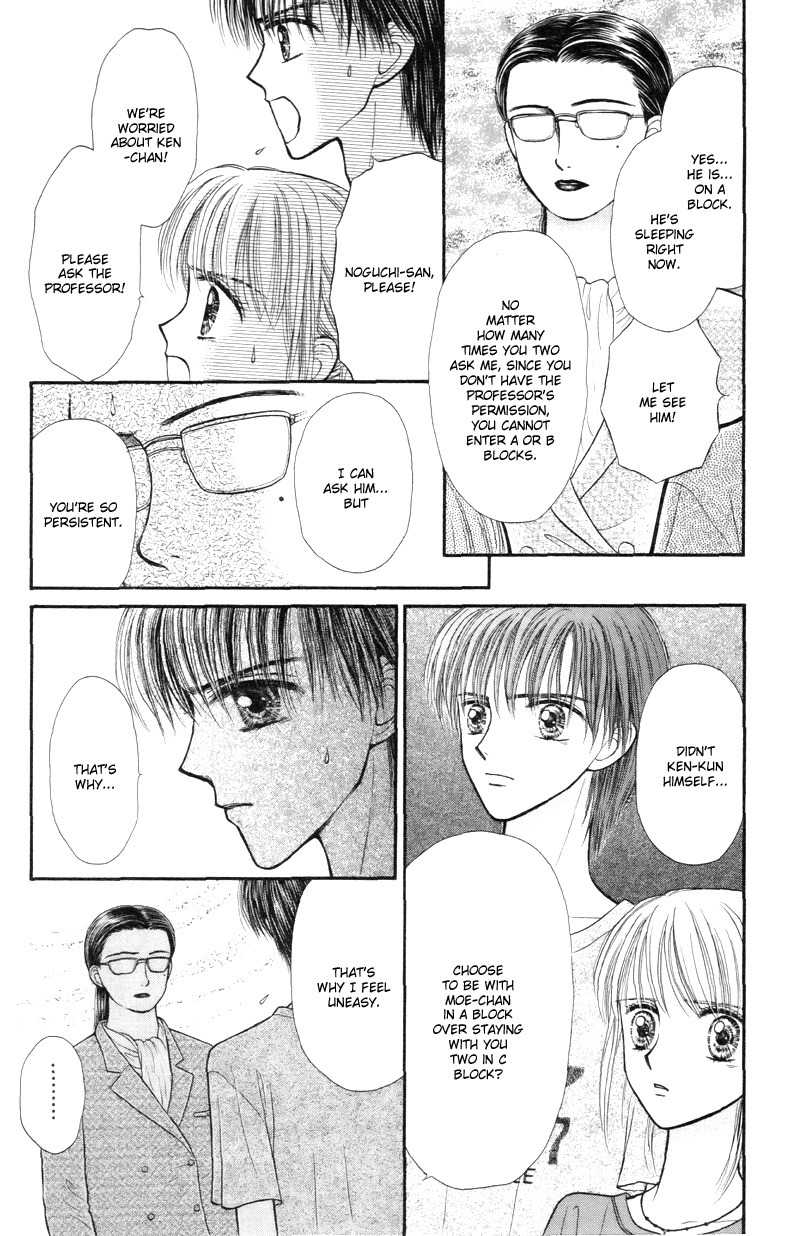 YES...
HE IS...
ON A
BLOCK.
HE'S
SLEEPING
RIGHT
NOW.
LET
ME SEE
HIM!
NO
MATTER
HOW MANY
TIMES YOU TWO
ASK ME, SINCE YOU
DON'T HAVE THE
PROFESSOR'S
PERMISSION,
YOU CANNOT
ENTER A OR B
BLOCKS.
NOGUCHI-SAN,
PLEASE!
WE'RE
WORRIED
ABOUT KEN
-CHAN!
PLEASE
ASK THE
PROFESSOR!
I CAN
ASK HIM...
BUT
YOU'RE SO
PERSISTENT.
DIDN'T
KEN-KUN
HIMSELF...
CHOOSE
TO BE WITH
MOE-CHAN
IN A BLOCK
OVER STAYING
WITH YOU
TWO IN C
BLOCK?
7
EE
THAT'S
WHY...
THAT'S
WHY I FEEL
UNEASY.
.........